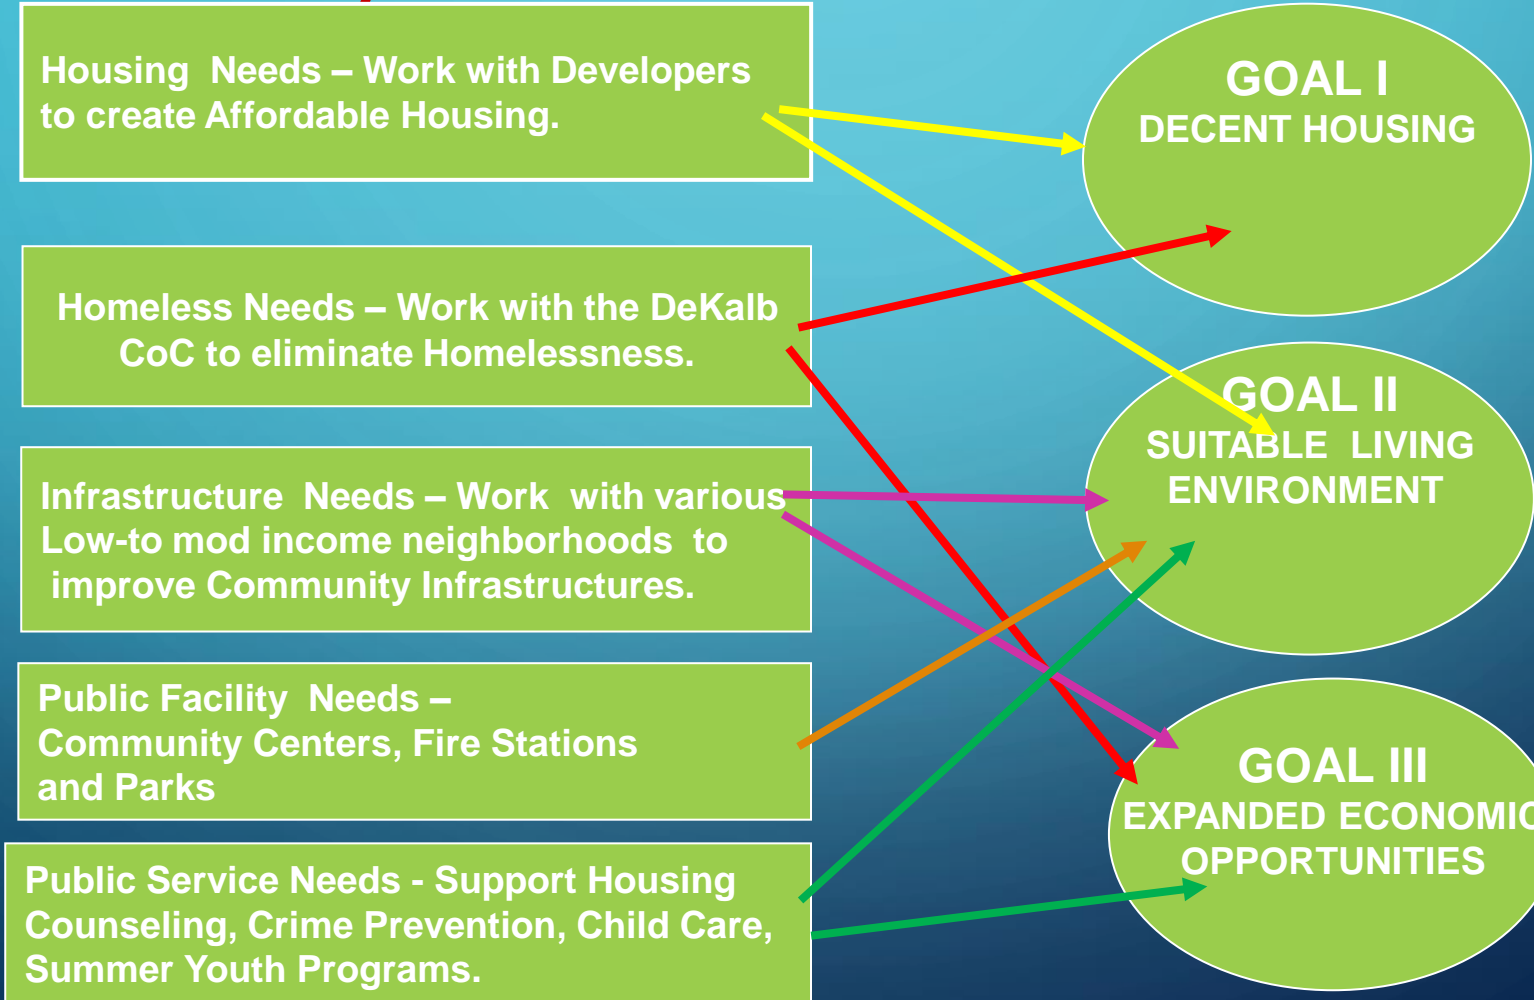 Housing  Needs – Work with Developers
to create Affordable Housing.
GOAL I
DECENT HOUSING
Homeless Needs – Work with the DeKalb
CoC to eliminate Homelessness.
GOAL II
SUITABLE  LIVING
ENVIRONMENT
Infrastructure  Needs – Work  with various
Low-to mod income neighborhoods  to
improve Community Infrastructures.
Public Facility  Needs –
Community Centers, Fire Stations
and Parks
GOAL III
EXPANDED ECONOMIC
OPPORTUNITIES
Public Service Needs - Support Housing
Counseling, Crime Prevention, Child Care,
Summer Youth Programs.